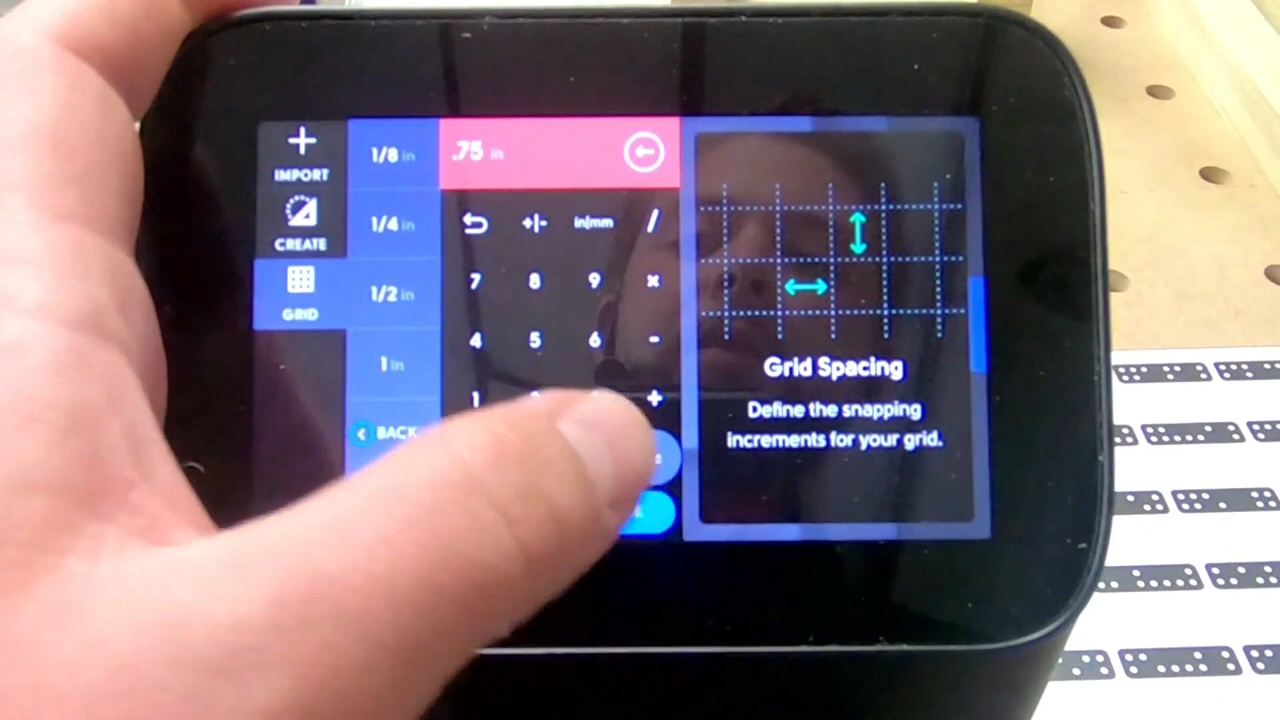 IMPORT
CREATE
GRID
1/8 in
1/4 in
1/2 in
1 in
BACK
.75 in
+|- in|mm /
7 8 9 ×
4 5 6 -
1 +
Grid Spacing
Define the snapping
increments for your grid.